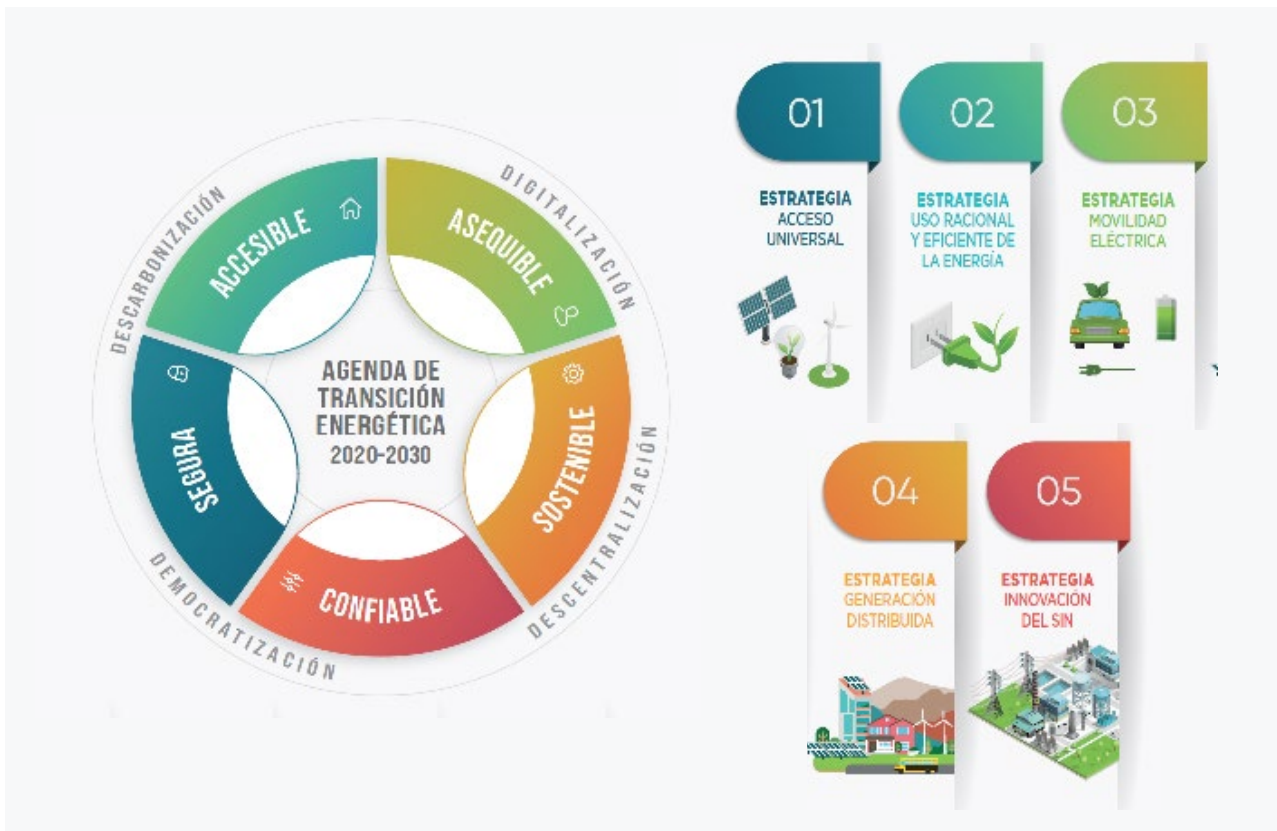 DESCARBONIZACIÓN
DIGITALIZACIÓN
DESCENTRALIZACIÓN
DEMOCRATIZACIÓN
ACCESIBLE
ASEQUIBLE
SOSTENIBLE
CONFIABLE
SEGURA
AGENDA DE
TRANSICIÓN
ENERGÉTICA
2020-2030
01
ESTRATEGIA
ACCESO
UNIVERSAL
02
ESTRATEGIA
USO RACIONAL
Y EFICIENTE DE
LA ENERGÍA
03
ESTRATEGIA
MOVILIDAD
ELÉCTRICA
04
ESTRATEGIA
GENERACIÓN
DISTRIBUIDA
05
ESTRATEGIA
INNOVACIÓN
DEL SIN